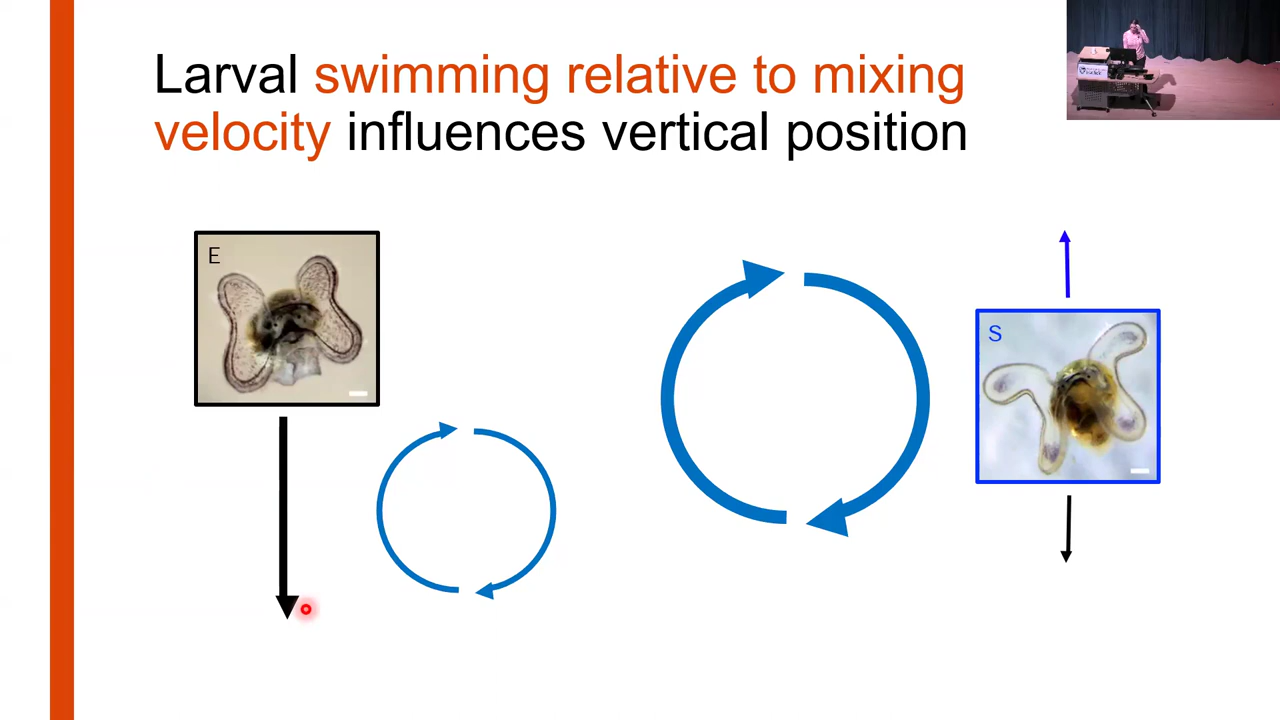 Larval swimming relative to mixing
velocity influences vertical position
E
S